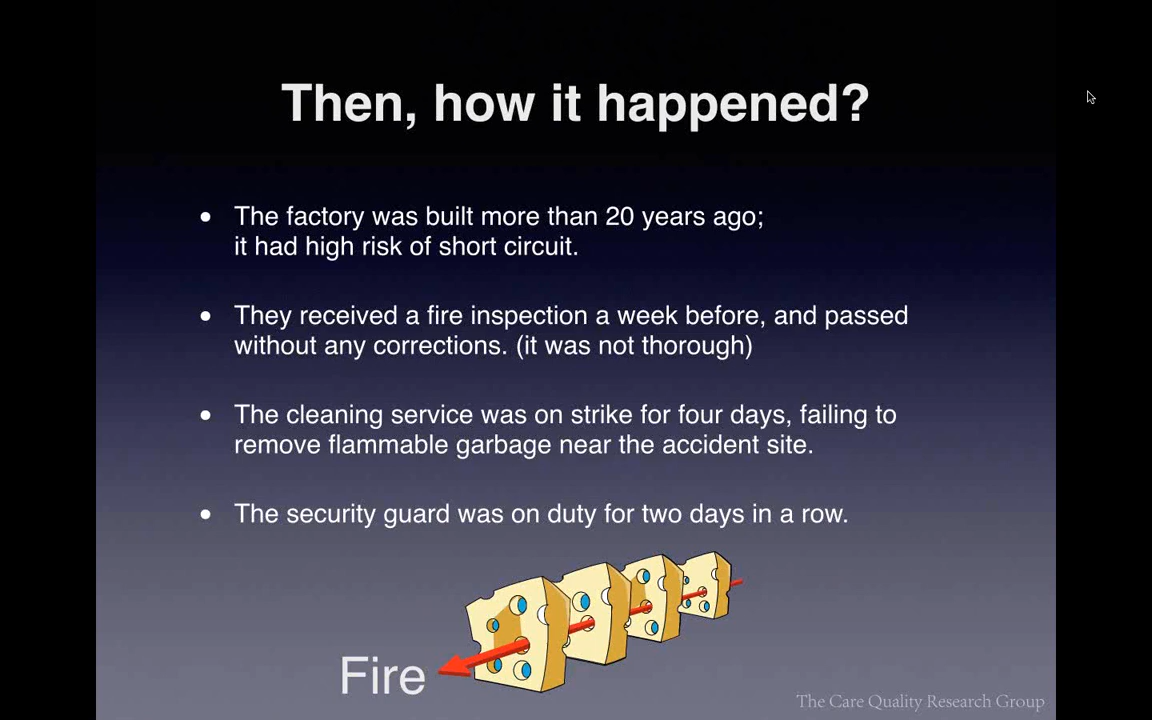 Then, how it happened?
• The factory was built more than 20 years ago;
it had high risk of short circuit.
• They received a fire inspection a week before, and passed
without any corrections. (it was not thorough)
• The cleaning service was on strike for four days, failing to
remove flammable garbage near the accident site.
• The security guard was on duty for two days in a row.
Fire
The Care Quality Research Group